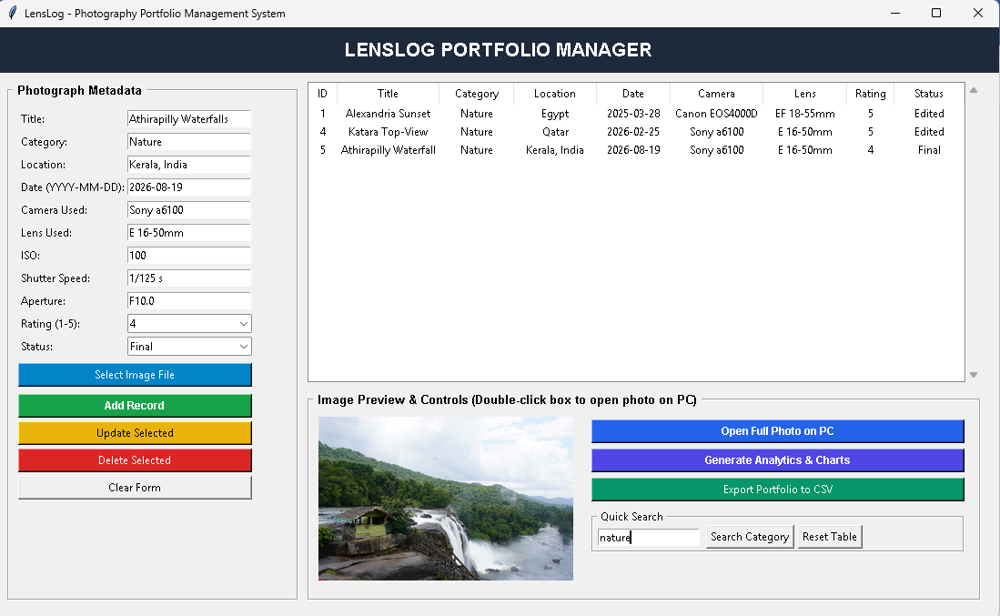 LensLog - Photography Portfolio Management System
LENSLOG PORTFOLIO MANAGER
Photograph Metadata
Title: Athirapilly Waterfalls
Category: Nature
Location: Kerala, India
Date (YYYY-MM-DD): 2026-08-19
Camera Used: Sony a6100
Lens Used: E 16-50mm
ISO: 100
Shutter Speed: 1/125 s
Aperture: F10.0
Rating (1-5): 4
Status: Final
Select Image File
Add Record
Update Selected
Delete Selected
Clear Form
ID Title Category Location Date Camera Lens Rating Status
1 Alexandria Sunset Nature Egypt 2025-03-28 Canon EOS4000D EF 18-55mm 5 Edited
4 Katara Top-View Nature Qatar 2026-02-25 Sony a6100 E 16-50mm 5 Edited
5 Athirapilly Waterfall Nature Kerala, India 2026-08-19 Sony a6100 E 16-50mm 4 Final
Image Preview & Controls (Double-click box to open photo on PC)
Open Full Photo on PC
Generate Analytics & Charts
Export Portfolio to CSV
Quick Search
nature Search Category Reset Table